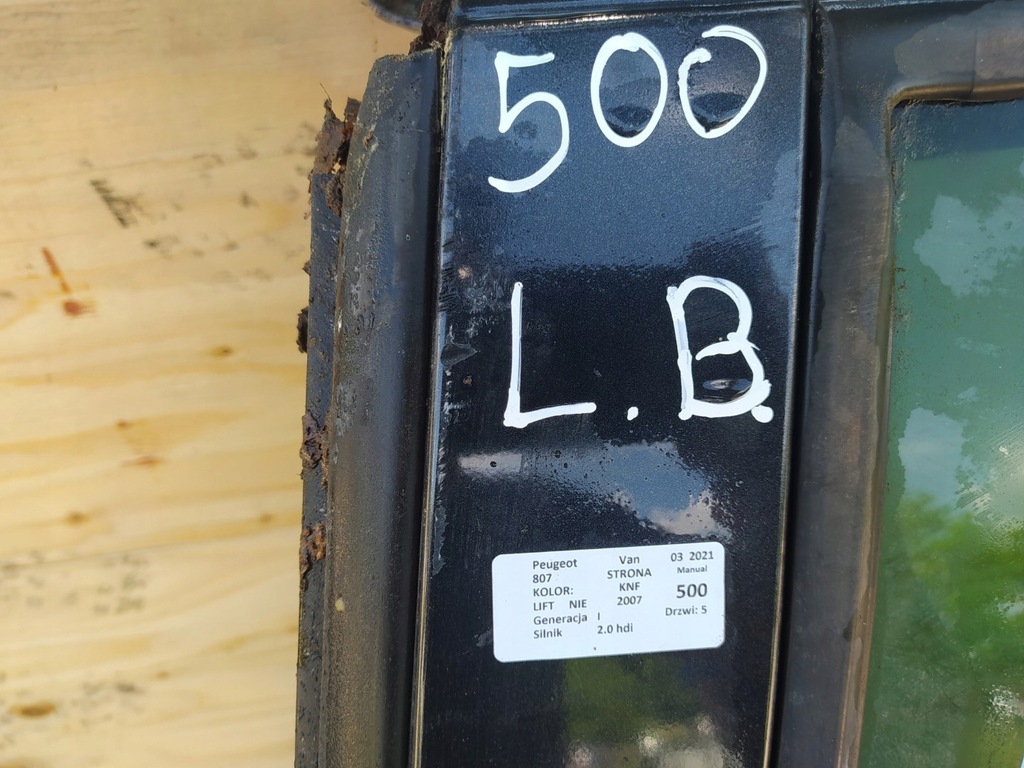 500
L.B.
Peugeot Van 03 2021
807 STRONA Manual
KOLOR: KNF 500
LIFT NIE 2007 Drzwi: 5
Generacja I
Silnik 2.0 hdi